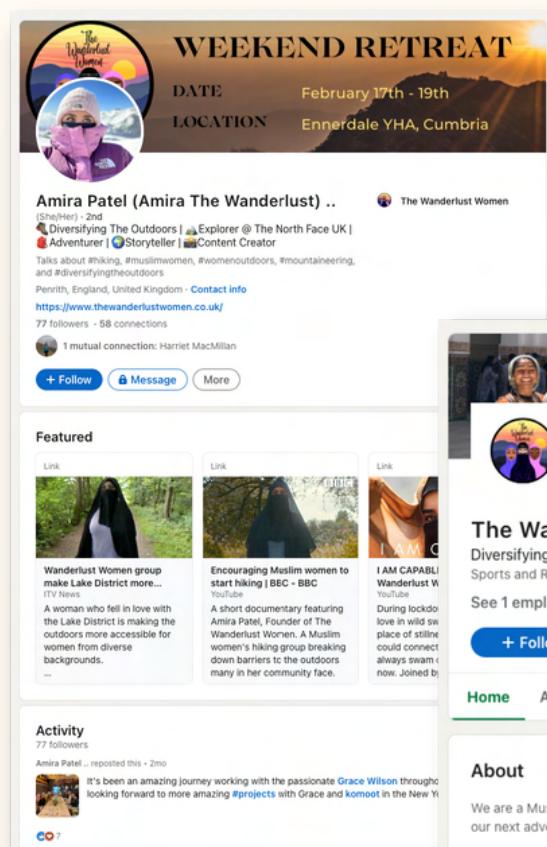 The
Wanderlust
Women
WEEKEND RETREAT
DATE
February 17th - 19th
LOCATION
Ennerdale YHA, Cumbria
Amira Patel (Amira The Wanderlust) ..
(She/Her) · 2nd
Diversifying The Outdoors | Explorer @ The North Face UK |
Adventurer | Storyteller | Content Creator
Talks about #hiking, #muslimwomen, #womenoutdoors, #mountaineering,
and #diversifyingtheoutdoors
Penrith, England, United Kingdom · Contact info
https://www.thewanderlustwomen.co.uk/
77 followers · 58 connections
1 mutual connection: Harriet MacMillan
+ Follow
Message
More
The Wanderlust Women
Featured
Link
Wanderlust Women group
make Lake District more...
ITV News
A woman who fell in love with
the Lake District is making the
outdoors more accessible for
women from diverse
backgrounds.
...
Link
BBC
Encouraging Muslim women to
start hiking | BBC - BBC
YouTube
A short documentary featuring
Amira Patel, Founder of The
Wanderlust Women. A Muslim
women's hiking group breaking
down barriers to the outdoors
many in her community face.
Link
I AM C
I AM CAPABL
Wanderlust W
YouTube
During lockdo
love in wild sw
place of stillne
could connect
always swam o
now. Joined by
Activity
77 followers
Amira Patel .. reposted this • 2mo
It's been an amazing journey working with the passionate Grace Wilson througho
looking forward to more amazing #projects with Grace and komoot in the New Y
7
The Wanderlust
Women
The Wa
Diversifying
Sports and R
See 1 empl
+ Foll
Home
A
About
We are a Mus
our next adve